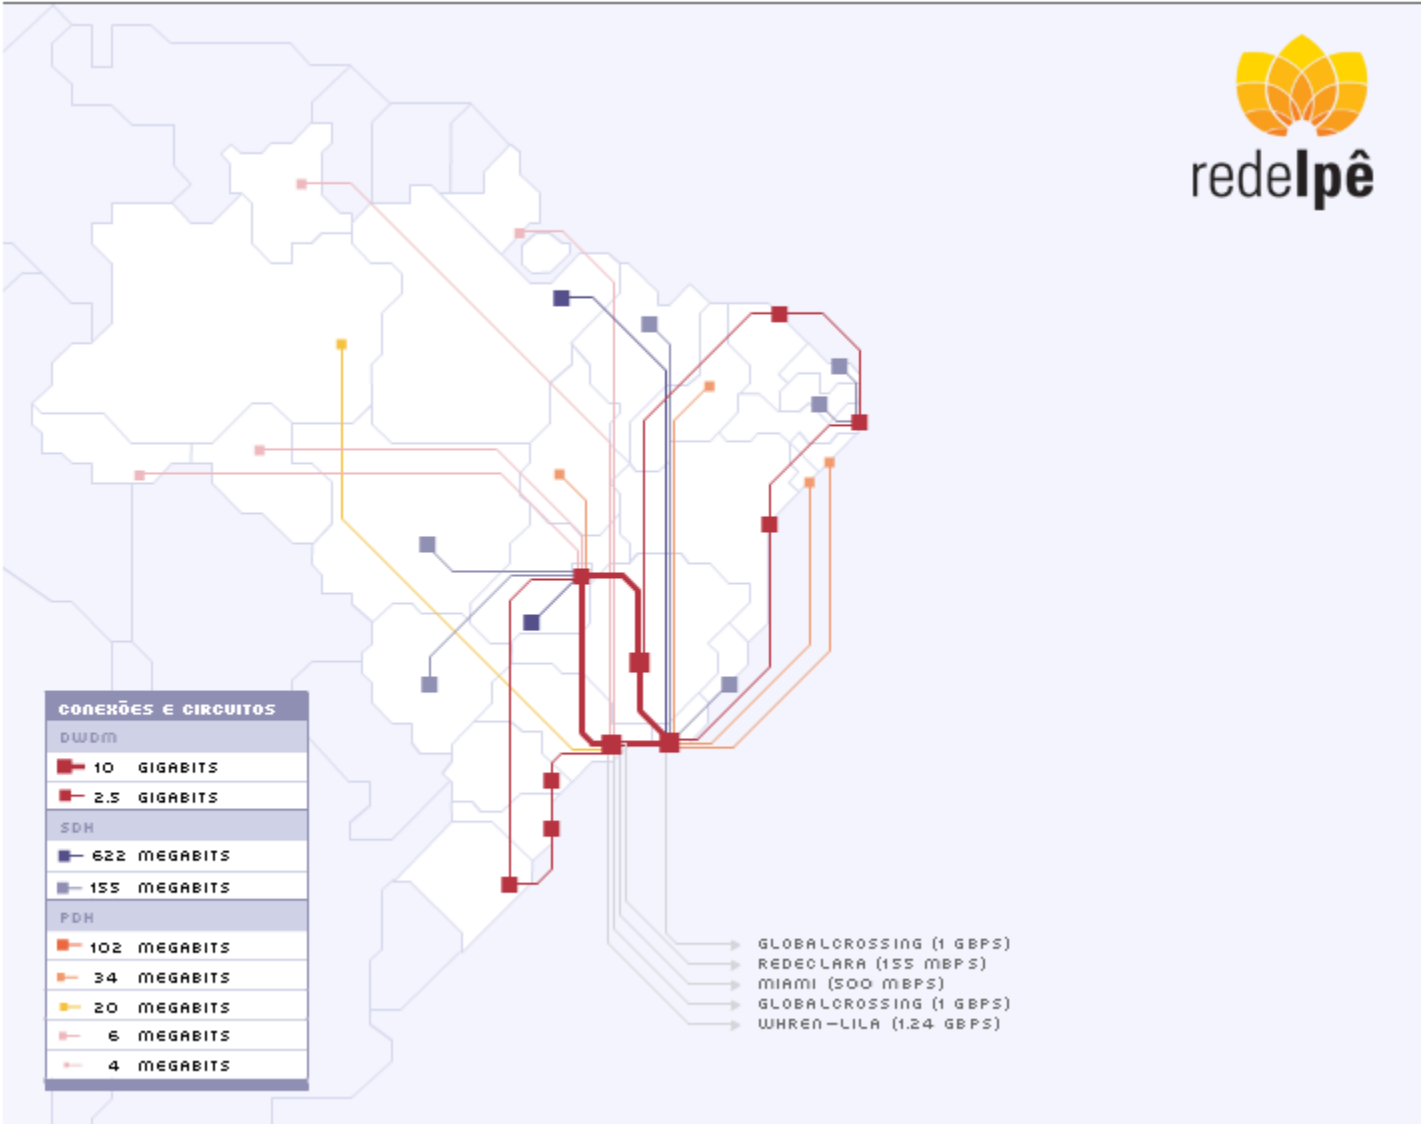 redeIpê
CONEXÕES E CIRCUITOS
DWDM
10 GIGABITS
2.5 GIGABITS
SDH
622 MEGABITS
155 MEGABITS
PDH
102 MEGABITS
34 MEGABITS
20 MEGABITS
6 MEGABITS
4 MEGABITS
GLOBALCROSSING (1 GBPS)
REDECLARA (155 MBPS)
MIAMI (500 MBPS)
GLOBALCROSSING (1 GBPS)
WHREN-LILA (1.24 GBPS)